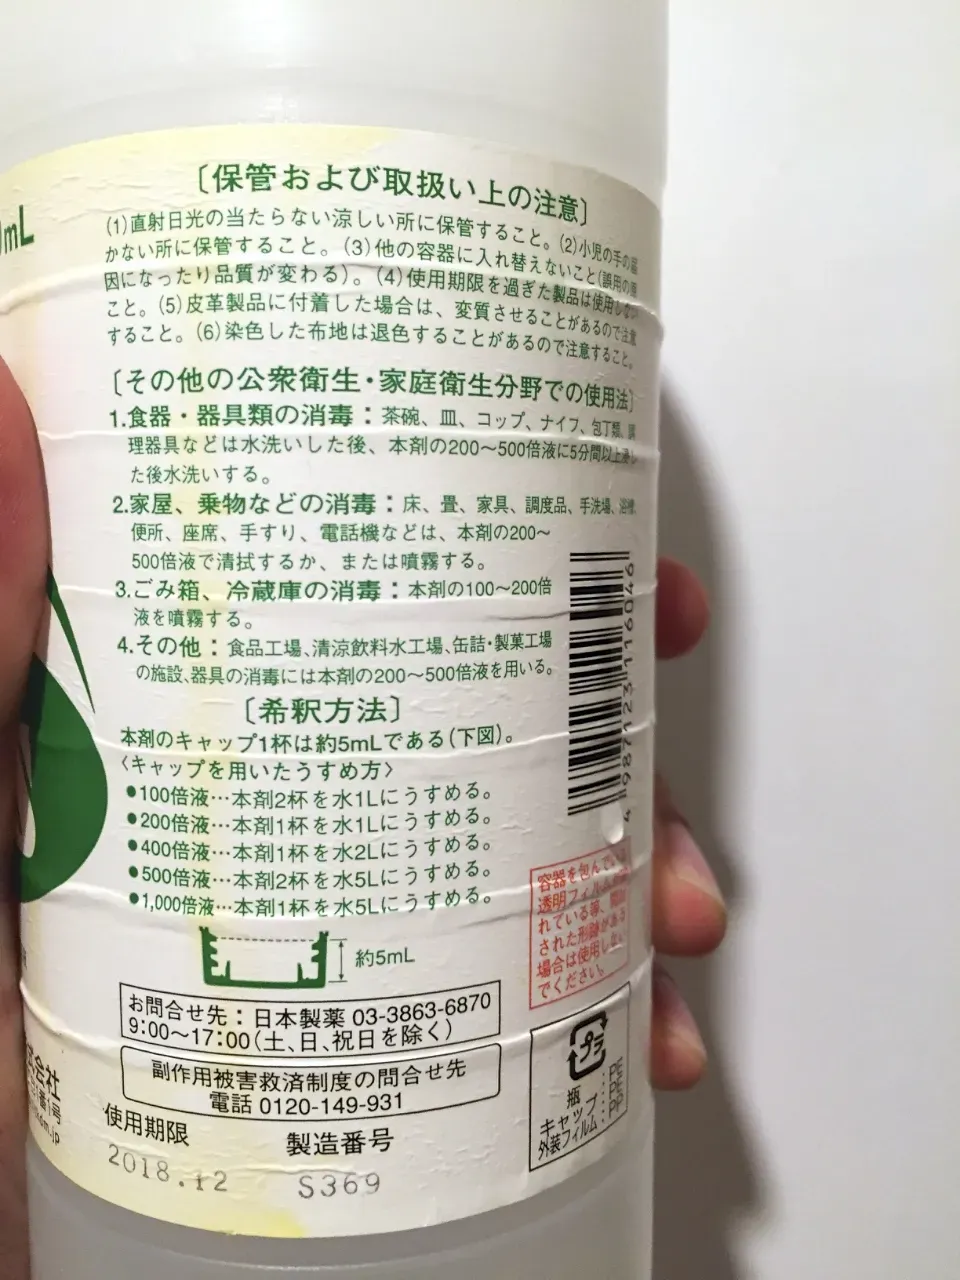 mL
〔保管および取扱い上の注意〕
(1)直射日光の当たらない涼しい所に保管すること。(2)小児の手の届
かない所に保管すること。(3)他の容器に入れ替えないこと(誤用の原
因になったり品質が変わる)。(4)使用期限を過ぎた製品は使用しない
こと。(5)皮革製品に付着した場合は、変質させることがあるので注意
すること。(6)染色した布地は退色することがあるので注意すること。
〔その他の公衆衛生・家庭衛生分野での使用法〕
1.食器・器具類の消毒：茶碗、皿、コップ、ナイフ、包丁類、調
理器具などは水洗いした後、本剤の200〜500倍液に5分間以上浸し
た後水洗いする。
2.家屋、乗物などの消毒：床、畳、家具、調度品、手洗場、浴槽、
便所、座席、手すり、電話機などは、本剤の200〜
500倍液で清拭するか、または噴霧する。
3.ごみ箱、冷蔵庫の消毒：本剤の100〜200倍
液を噴霧する。
4.その他：食品工場、清涼飲料水工場、缶詰・製菓工場
の施設、器具の消毒には本剤の200〜500倍液を用いる。
〔希釈方法〕
本剤のキャップ1杯は約5mLである(下図)。
〈キャップを用いたうすめ方〉
●100倍液…本剤2杯を水1Lにうすめる。
●200倍液…本剤1杯を水1Lにうすめる。
●400倍液…本剤1杯を水2Lにうすめる。
●500倍液…本剤2杯を水5Lにうすめる。
●1,000倍液…本剤1杯を水5Lにうすめる。
約5mL
お問合せ先：日本製薬 03-3863-6870
9:00〜17:00(土、日、祝日を除く)
副作用被害救済制度の問合せ先
電話 0120-149-931
使用期限 製造番号
2018.12 S369
4 987123 116046
容器を包んでいる
透明フィルム
れている等、開封
された形跡がある
場合は使用しない
でください。
プラ
瓶：PE
キャップ：PP
外装フィルム：PP
会社
1号
.jp